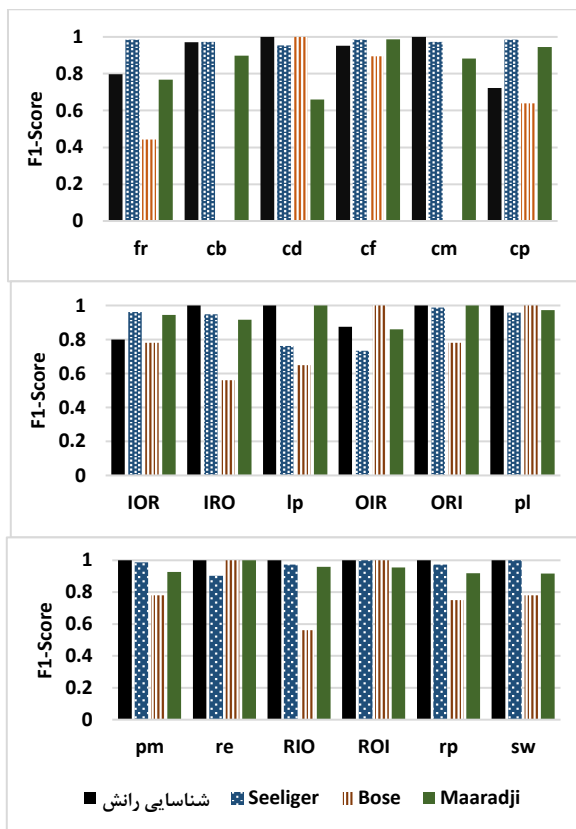 F1-Score
1
0.8
0.6
0.4
0.2
0
fr cb cd cf cm cp
F1-Score
1
0.8
0.6
0.4
0.2
0
IOR IRO lp OIR ORI pl
F1-Score
1
0.8
0.6
0.4
0.2
0
pm re RIO ROI rp sw
شناسایی رانش Seeliger Bose Maaradji